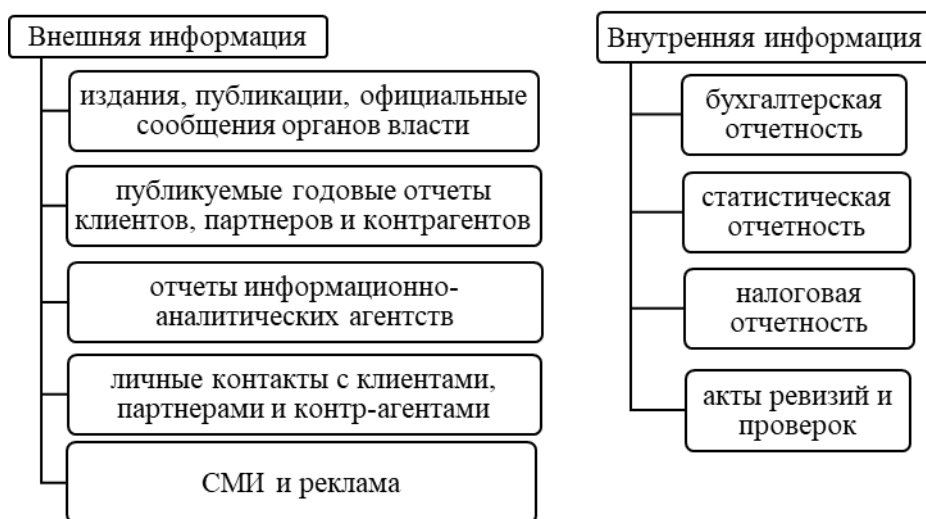 Внешняя информация
издания, публикации, официальные
сообщения органов власти
публикуемые годовые отчеты
клиентов, партнеров и контрагентов
отчеты информационно-
аналитических агентств
личные контакты с клиентами,
партнерами и контр-агентами
СМИ и реклама
Внутренняя информация
бухгалтерская
отчетность
статистическая
отчетность
налоговая
отчетность
акты ревизий и
проверок